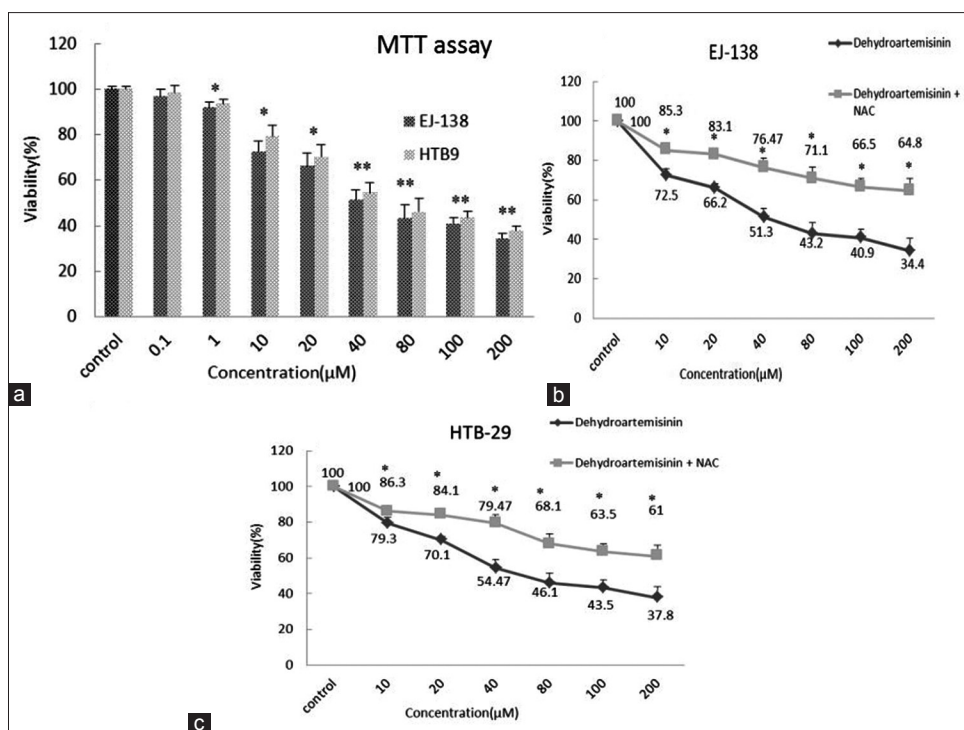 MTT assay
120
100
80
60
40
20
0
Viability(%)
* * * ** ** ** **
EJ-138
HTB9
control 0.1 1 10 20 40 80 100 200
Concentration(µM)
a
EJ-138
Dehydroartemisinin
Dehydroartemisinin +
NAC
120
100
80
60
40
20
0
Viability(%)
100 85.3 83.1 76.47 71.1 66.5 64.8
* * * * * *
100 72.5 66.2 51.3 43.2 40.9 34.4
control 10 20 40 80 100 200
Concentration(µM)
b
HTB-29
Dehydroartemisinin
Dehydroartemisinin + NAC
120
100
80
60
40
20
0
Viability(%)
* * * * * *
100 86.3 84.1 79.47 68.1 63.5 61
100 79.3 70.1 54.47 46.1 43.5 37.8
control 10 20 40 80 100 200
Concentration(µM)
c